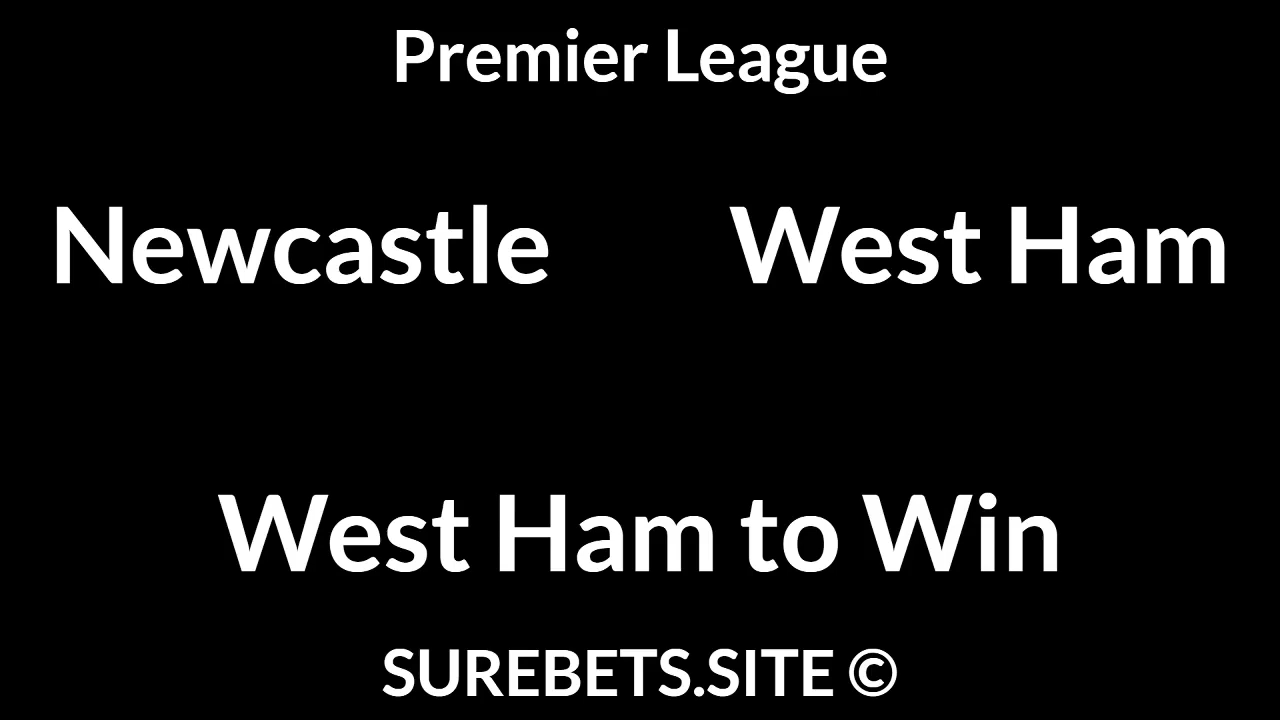 Premier League
Newcastle West Ham
West Ham to Win
SUREBETS.SITE ©